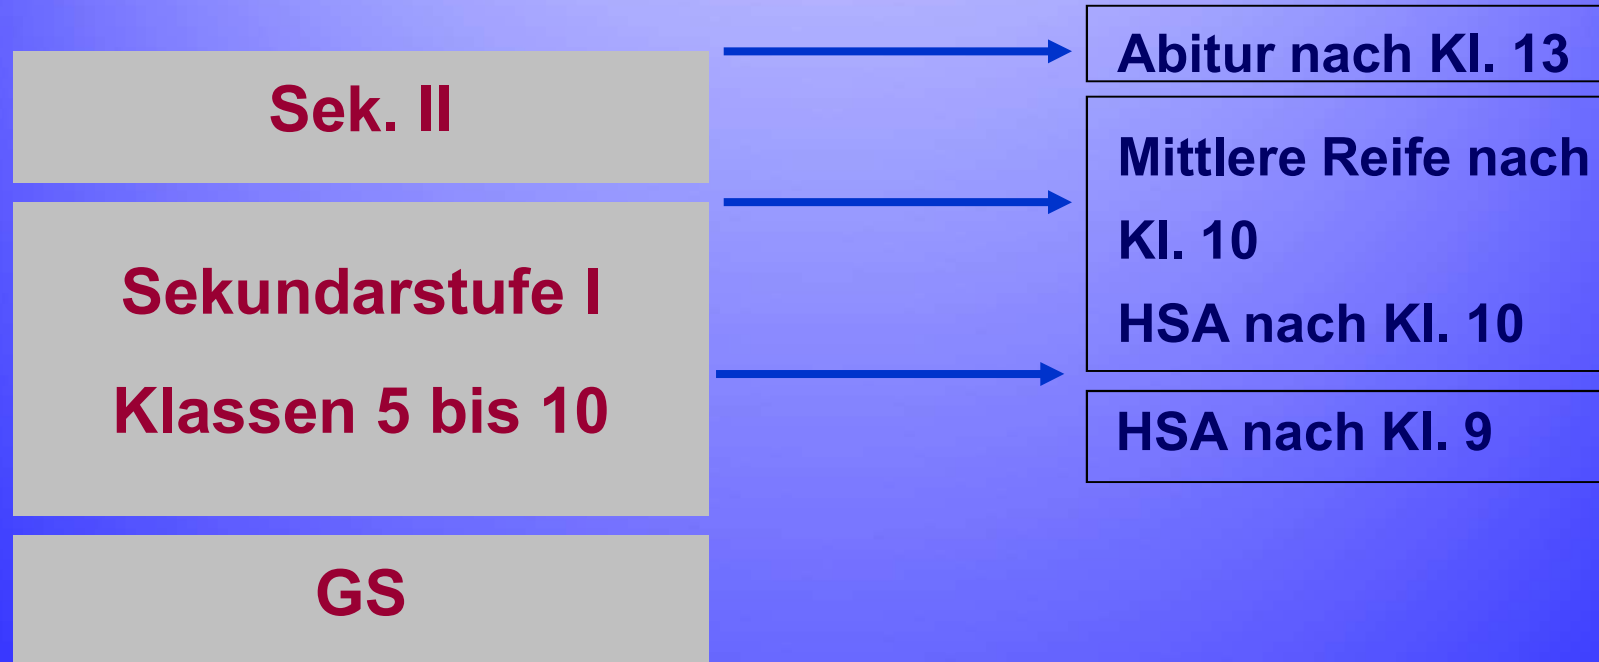 Sek. II
Sekundarstufe I
Klassen 5 bis 10
GS
Abitur nach Kl. 13
Mittlere Reife nach
Kl. 10
HSA nach Kl. 10
HSA nach Kl. 9